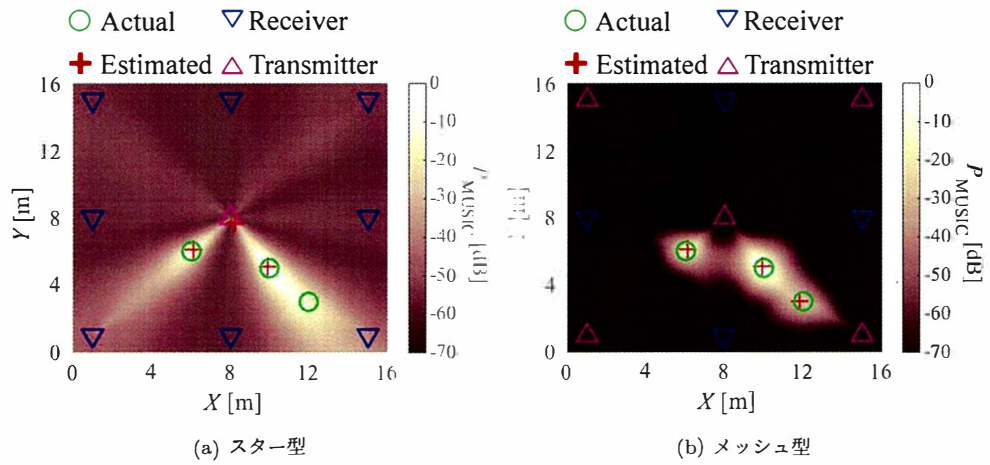 Actual Receiver
Estimated Transmitter
16
12
8
4
0
Y [m]
0 4 8 12 16
X [m]
0
-10
-20
-30
-40
-50
-60
-70
MUSIC [dB]
(a) スター型
Actual Receiver
Estimated Transmitter
16
12
8
4
0
0 4 8 12 16
X [m]
0
-10
-20
-30
-40
-50
-60
-70
P MUSIC [dB]
(b) メッシュ型